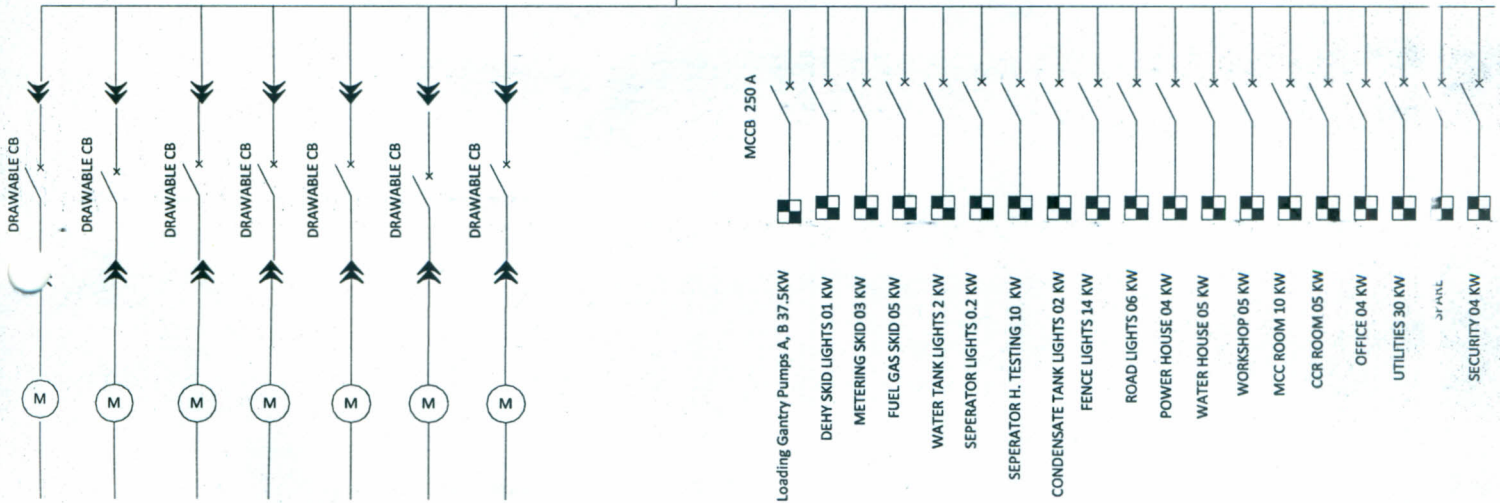 DRAWABLE CB
DRAWABLE CB
DRAWABLE CB
DRAWABLE CB
DRAWABLE CB
DRAWABLE CB
DRAWABLE CB
M
M
M
M
M
M
M
MCCB 250 A
Loading Gantry Pumps A, B 37.5KW
DEHY SKID LIGHTS 01 KW
METERING SKID 03 KW
FUEL GAS SKID 05 KW
WATER TANK LIGHTS 2 KW
SEPERATOR LIGHTS 0.2 KW
SEPERATOR H. TESTING 10 KW
CONDENSATE TANK LIGHTS 02 KW
FENCE LIGHTS 14 KW
ROAD LIGHTS 06 KW
POWER HOUSE 04 KW
WATER HOUSE 05 KW
WORKSHOP 05 KW
MCC ROOM 10 KW
CCR ROOM 05 KW
OFFICE 04 KW
UTILITIES 30 KW
SECURITY 04 KW